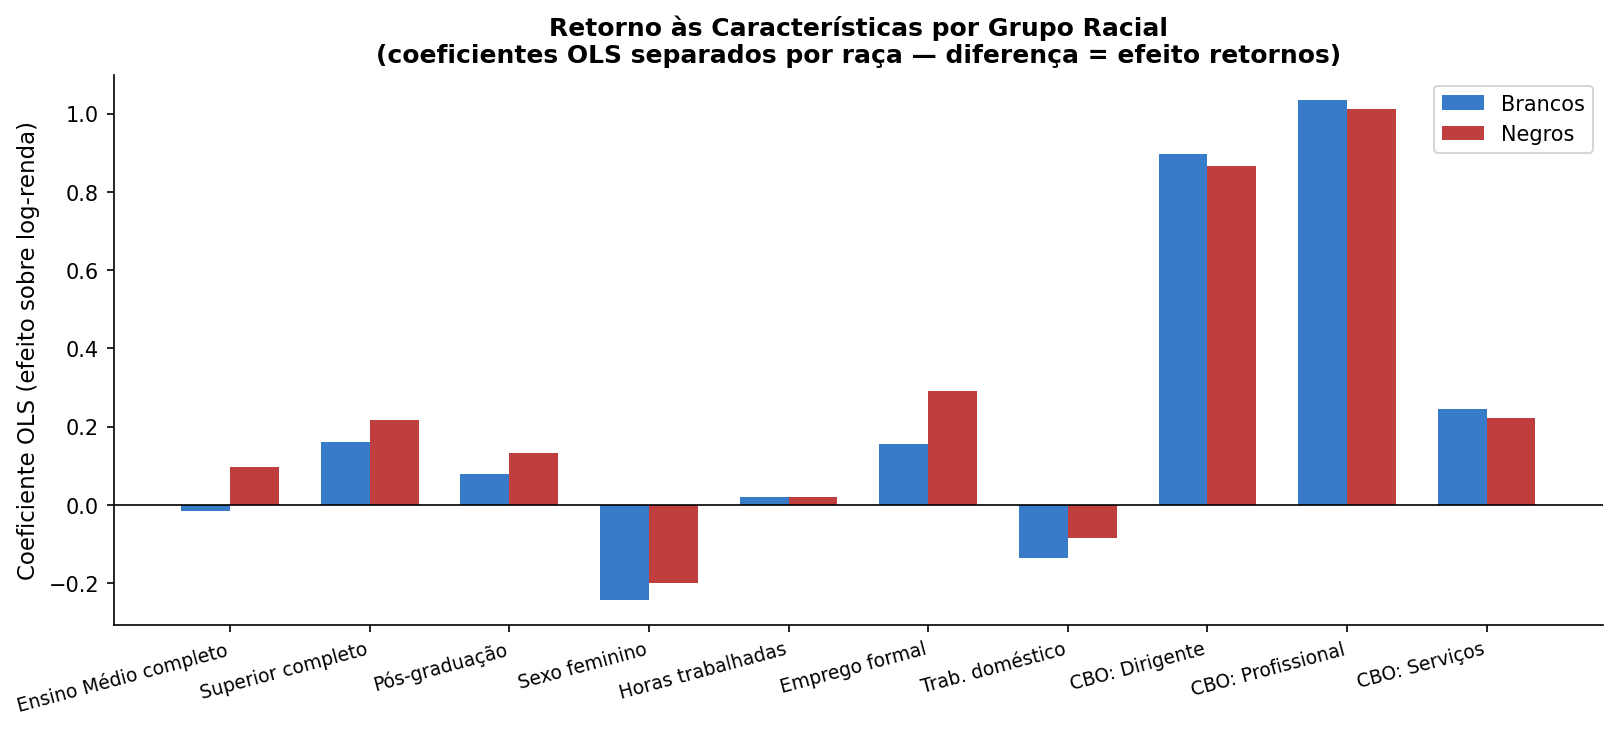 Retorno às Características por Grupo Racial
(coeficientes OLS separados por raça — diferença = efeito retornos)
Coeficiente OLS (efeito sobre log-renda)
1.0
0.8
0.6
0.4
0.2
0.0
−0.2
Brancos
Negros
Ensino Médio completo
Superior completo
Pós-graduação
Sexo feminino
Horas trabalhadas
Emprego formal
Trab. doméstico
CBO: Dirigente
CBO: Profissional
CBO: Serviços